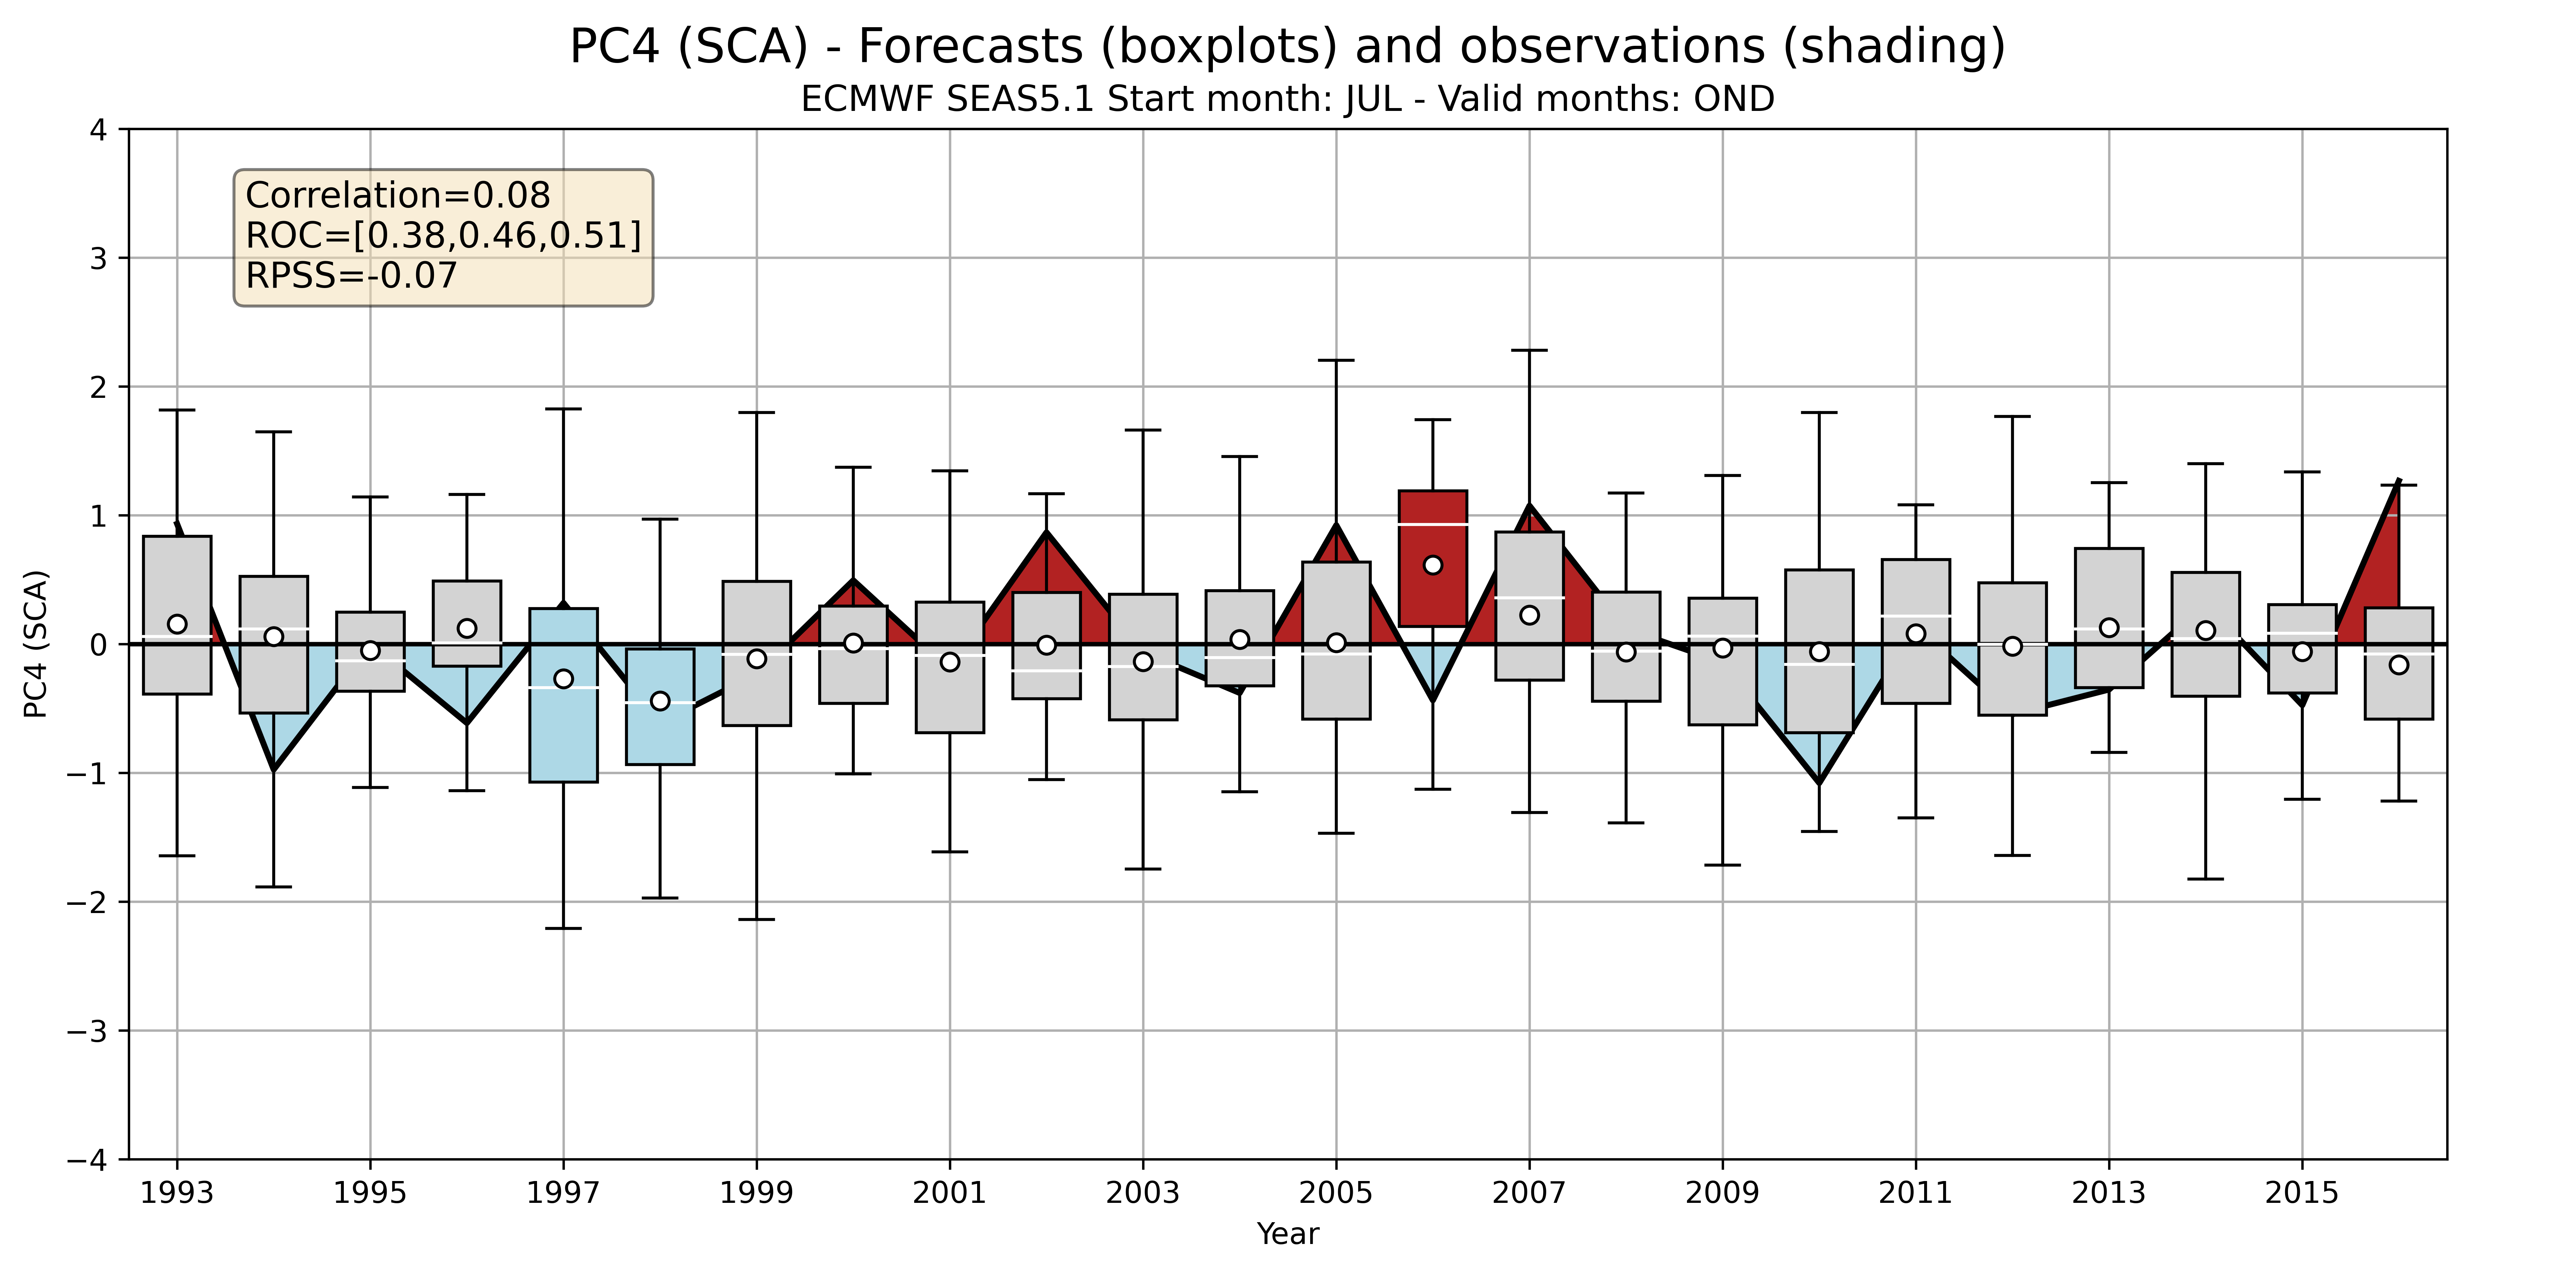 PC4 (SCA) - Forecasts (boxplots) and observations (shading)
ECMWF SEAS5.1 Start month: JUL - Valid months: OND
Correlation=0.08
ROC=[0.38,0.46,0.51]
RPSS=-0.07
PC4 (SCA)
4
3
2
1
0
−1
−2
−3
−4
1993 1995 1997 1999 2001 2003 2005 2007 2009 2011 2013 2015
Year